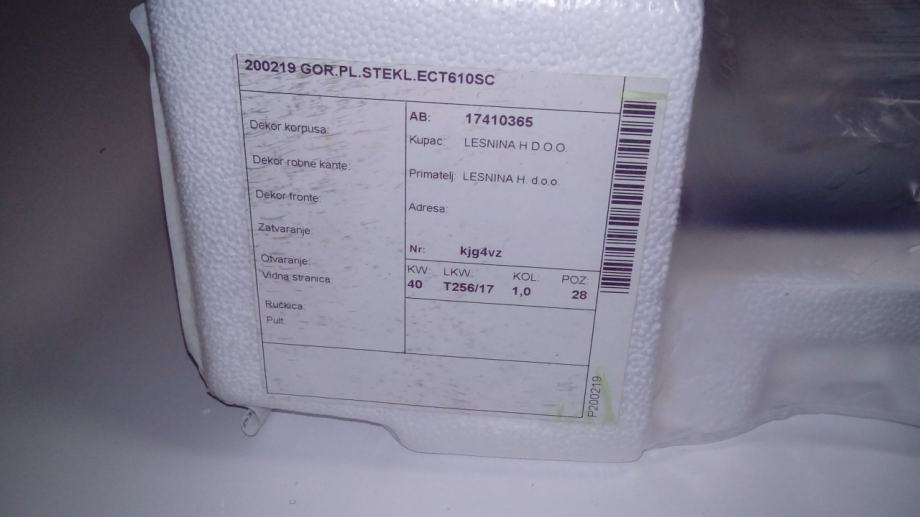 200219 GOR.PL.STEKL.ECT610SC
Dekor korpusa:
Dekor robne kante:
Dekor fronte:
Zatvaranje
Otvaranje:
Vidna stranica:
Ručkica:
Pult:
AB: 17410365
Kupac: LESNINA H D.O.O.
Primatelj: LESNINA H. d.o.o.
Adresa:
Nr: kjg4vz
KW: LKW: KOL: POZ:
40 T256/17 1,0 28
P200219